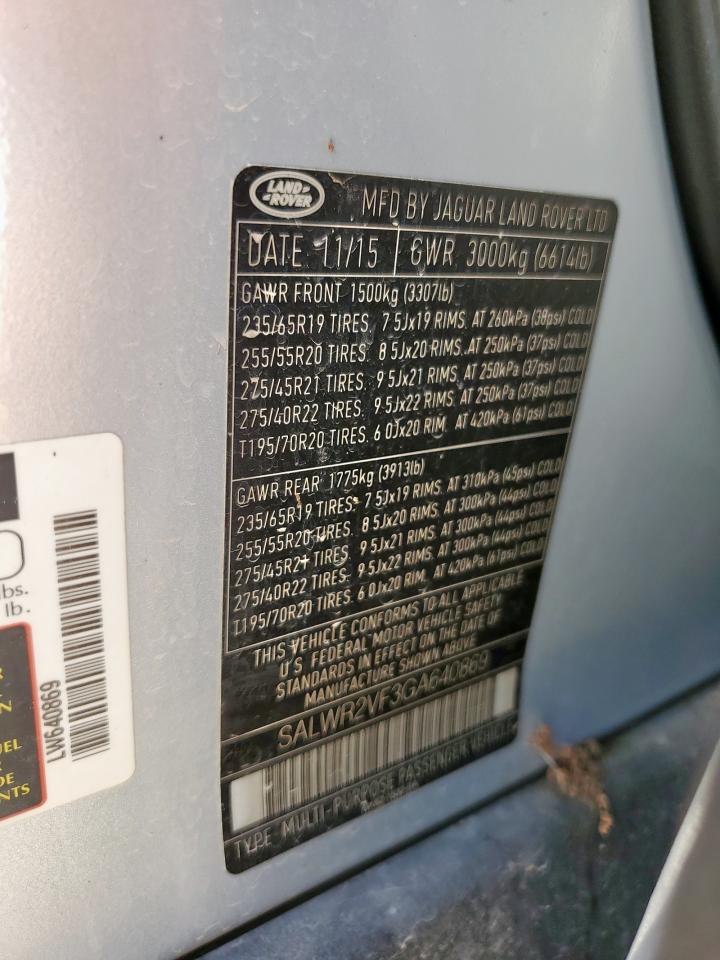 LAND ROVER
MFD BY JAGUAR LAND ROVER LTD
DATE 11/15 GWR 3000kg (6614lb)
GAWR FRONT 1500kg (3307lb)
235/65R19 TIRES. 7 5Jx19 RIMS. AT 260kPa (38psi) COLD
255/55R20 TIRES. 8 5Jx20 RIMS. AT 250kPa (37psi) COLD
275/45R21 TIRES. 9 5Jx21 RIMS. AT 250kPa (37psi) COLD
275/40R22 TIRES. 9.5Jx22 RIMS. AT 250kPa (37psi) COLD
T195/70R20 TIRES. 6 0Jx20 RIM. AT 420kPa (61psi) COLD
GAWR REAR 1775kg (3913lb)
235/65R19 TIRES. 7 5Jx19 RIMS. AT 310kPa (45psi) COLD
255/55R20 TIRES. 8 5Jx20 RIMS. AT 300kPa (44psi) COLD
275/45R21 TIRES. 9 5Jx21 RIMS. AT 300kPa (44psi) COLD
275/40R22 TIRES. 9.5Jx22 RIMS. AT 300kPa (44psi) COLD
T195/70R20 TIRES. 6 0Jx20 RIM. AT 420kPa (61psi) COLD
THIS VEHICLE CONFORMS TO ALL APPLICABLE
U S FEDERAL MOTOR VEHICLE SAFETY
STANDARDS IN EFFECT ON THE DATE OF
MANUFACTURE SHOWN ABOVE.
SALWR2VF3GA640869
TYPE MULTI-PURPOSE PASSENGER VEHICLE
lbs.
lb.
LW640869